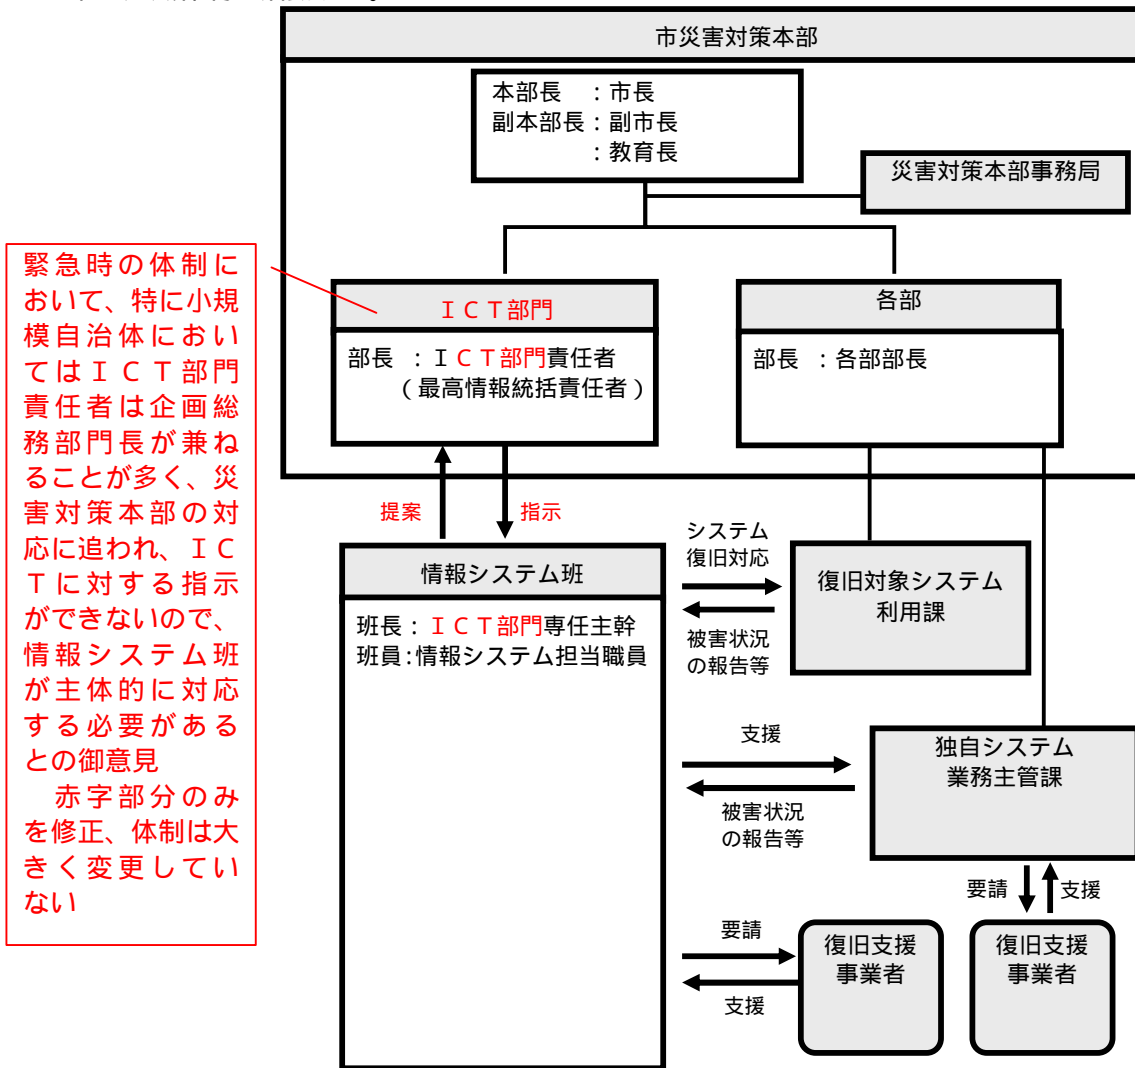 市災害対策本部
本部長　：市長
副本部長：副市長
：教育長
災害対策本部事務局
緊急時の体制に
おいて、特に小規
模自治体におい
てはＩＣＴ部門
責任者は企画総
務部門長が兼ね
ることが多く、災
害対策本部の対
応に追われ、ＩＣ
Ｔに対する指示
ができないので、
情報システム班
が主体的に対応
する必要がある
との御意見
　赤字部分のみ
を修正、体制は大
きく変更してい
ない
ＩＣＴ部門
部長　：ＩＣＴ部門責任者
（最高情報統括責任者）
各部
部長　：各部部長
提案
指示
情報システム班
班長：ＩＣＴ部門専任主幹
班員：情報システム担当職員
システム
復旧対応
被害状況
の報告等
復旧対象システム
利用課
支援
被害状況
の報告等
独自システム
業務主管課
要請
支援
要請
支援
復旧支援
事業者
復旧支援
事業者